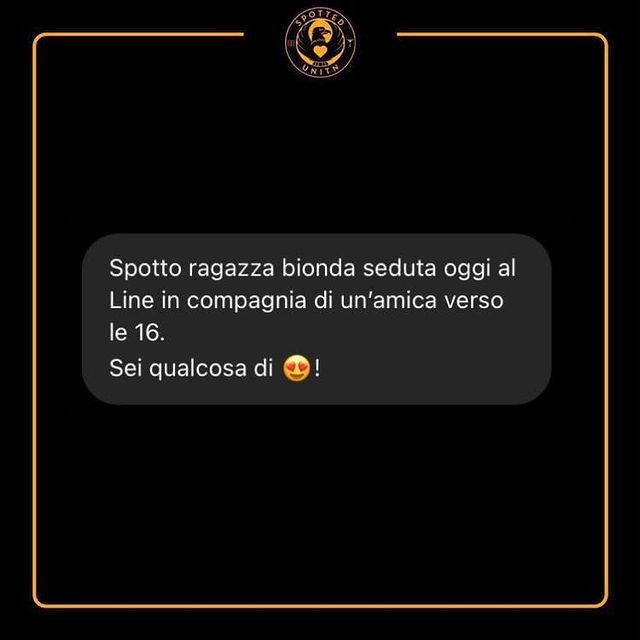 SPOTTED
UNITN
Spotto ragazza bionda seduta oggi al
Line in compagnia di un’amica verso
le 16.
Sei qualcosa di 😍!